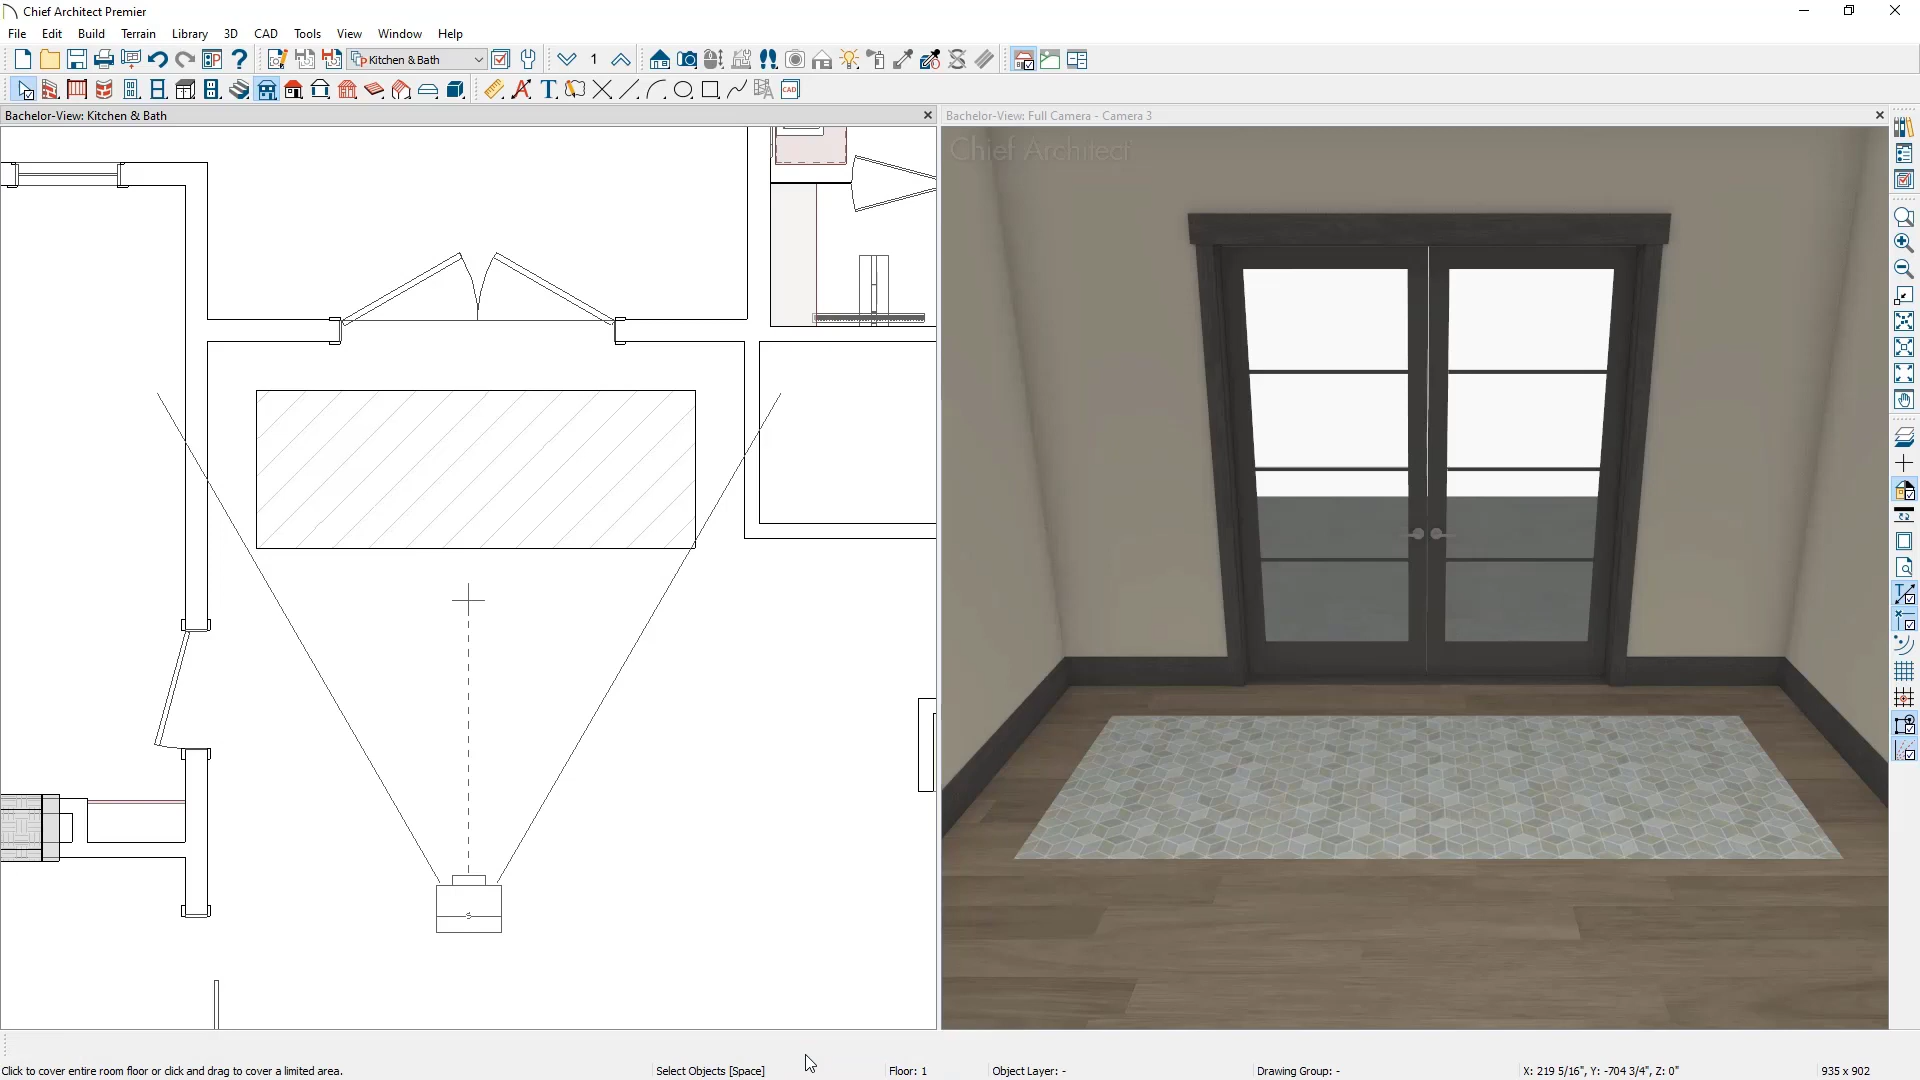 Chief Architect Premier
File Edit Build Terrain Library 3D CAD Tools View Window Help
Kitchen & Bath 1
CAD
Bachelor-View: Kitchen & Bath
Bachelor-View: Full Camera - Camera 3
Chief Architect
Click to cover entire room floor or click and drag to cover a limited area. Select Objects [Space] Floor: 1 Object Layer: - Drawing Group: - X: 219 5/16", Y: -704 3/4", Z: 0" 935 x 902